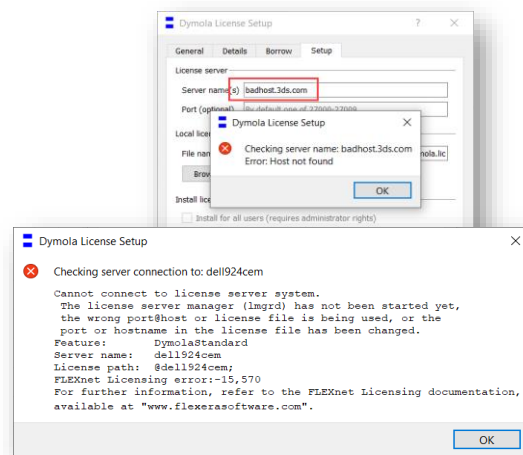 Dymola License Setup
General Details Borrow Setup
License server
Server name(s) badhost.3ds.com
Port (optional) By default one of 27000-27009
Dymola License Setup
Checking server name: badhost.3ds.com
Error: Host not found
OK
Local
File
Install
Install for all users (requires administrator rights)
Dymola License Setup
Checking server connection to: dell924cem
Cannot connect to license server system.
The license server manager (lmgrd) has not been started yet,
the wrong port@host or license file is being used, or the
port or hostname in the license file has been changed.
Feature: DymolaStandard
Server name: dell924cem
License path: @dell924cem;
FLEXnet Licensing error:-15,570
For further information, refer to the FLEXnet Licensing documentation,
available at "www.flexerasoftware.com".
OK